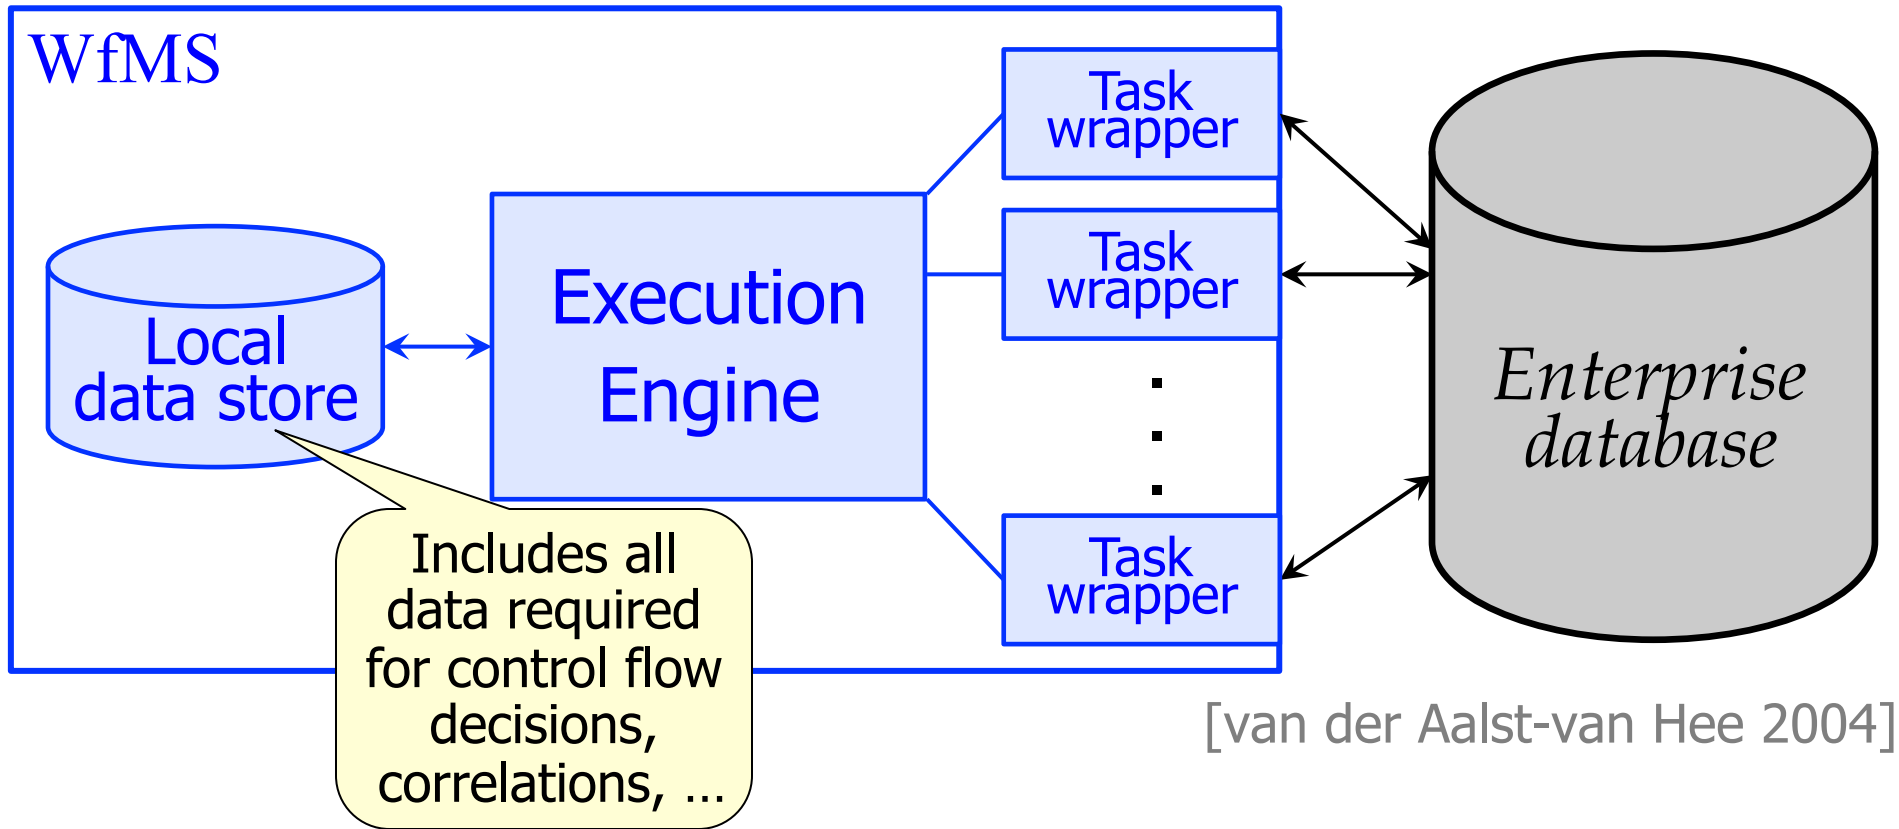 WfMS
Task
wrapper
Task
wrapper
Local
data store
Execution
Engine
Enterprise
database
Task
wrapper
Includes all
data required
for control flow
decisions,
correlations, …
[van der Aalst-van Hee 2004]